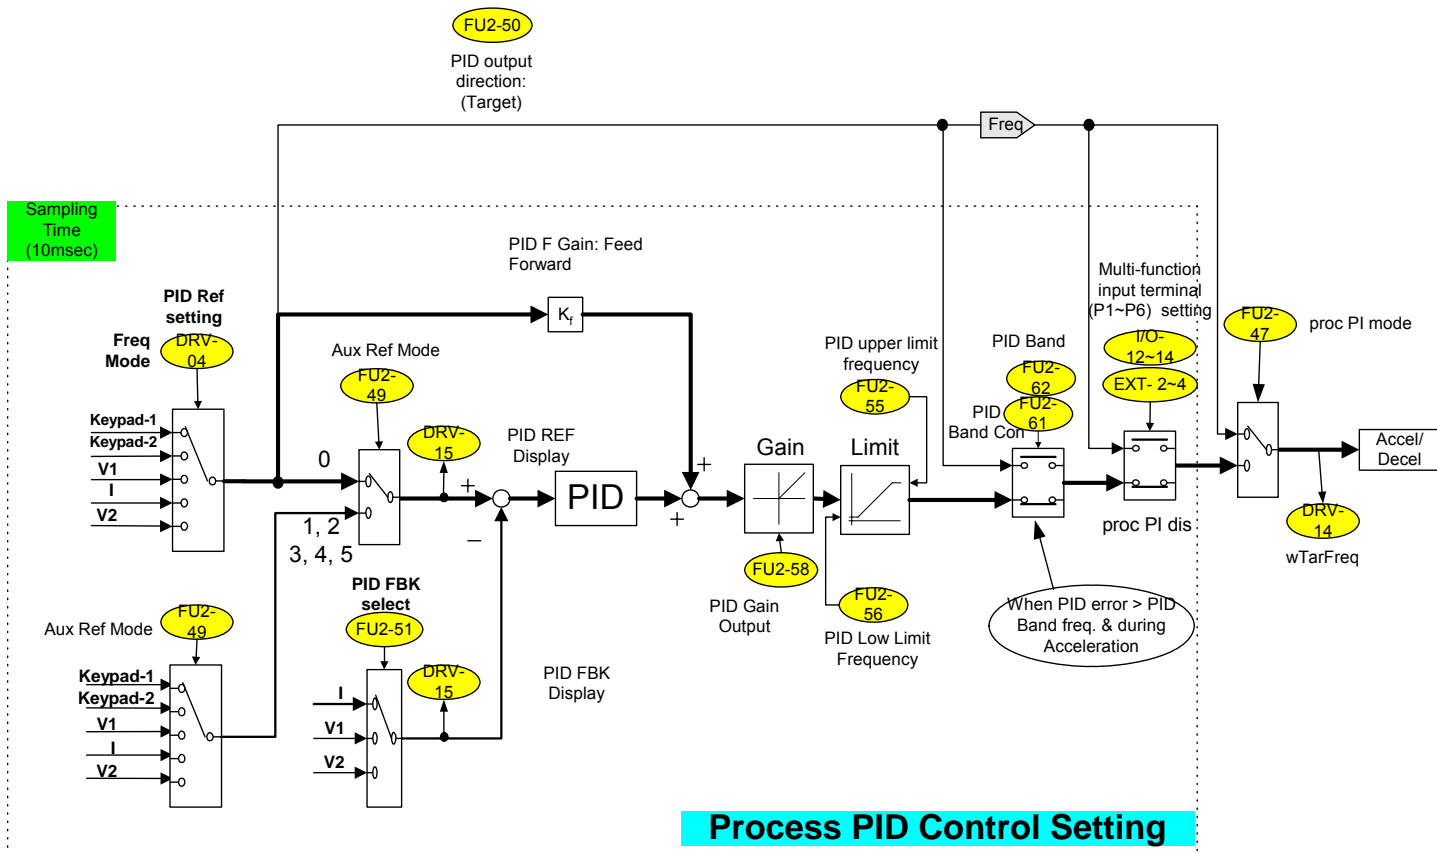 FU2-50
PID output
direction:
(Target)
Freq
Sampling
Time
(10msec)
PID F Gain: Feed
Forward
K_f
PID Ref
setting
Freq
Mode
DRV-
04
Keypad-1
Keypad-2
V1
I
V2
0
1, 2
3, 4, 5
Aux Ref Mode
FU2-
49
DRV-
15
PID REF
Display
+
−
PID
+
+
Gain
FU2-58
PID Gain
Output
PID upper limit
frequency
FU2-
55
Limit
FU2-
56
PID Low Limit
Frequency
PID Band
FU2-
62
PID
Band Con
FU2-
61
When PID error > PID
Band freq. & during
Acceleration
Multi-function
input terminal
(P1~P6) setting
I/O-
12~14
EXT- 2~4
proc PI dis
FU2-
47
proc PI mode
Accel/
Decel
DRV-
14
wTarFreq
Aux Ref Mode
FU2-
49
Keypad-1
Keypad-2
V1
I
V2
PID FBK
select
FU2-51
I
V1
V2
DRV-
15
PID FBK
Display
Process PID Control Setting